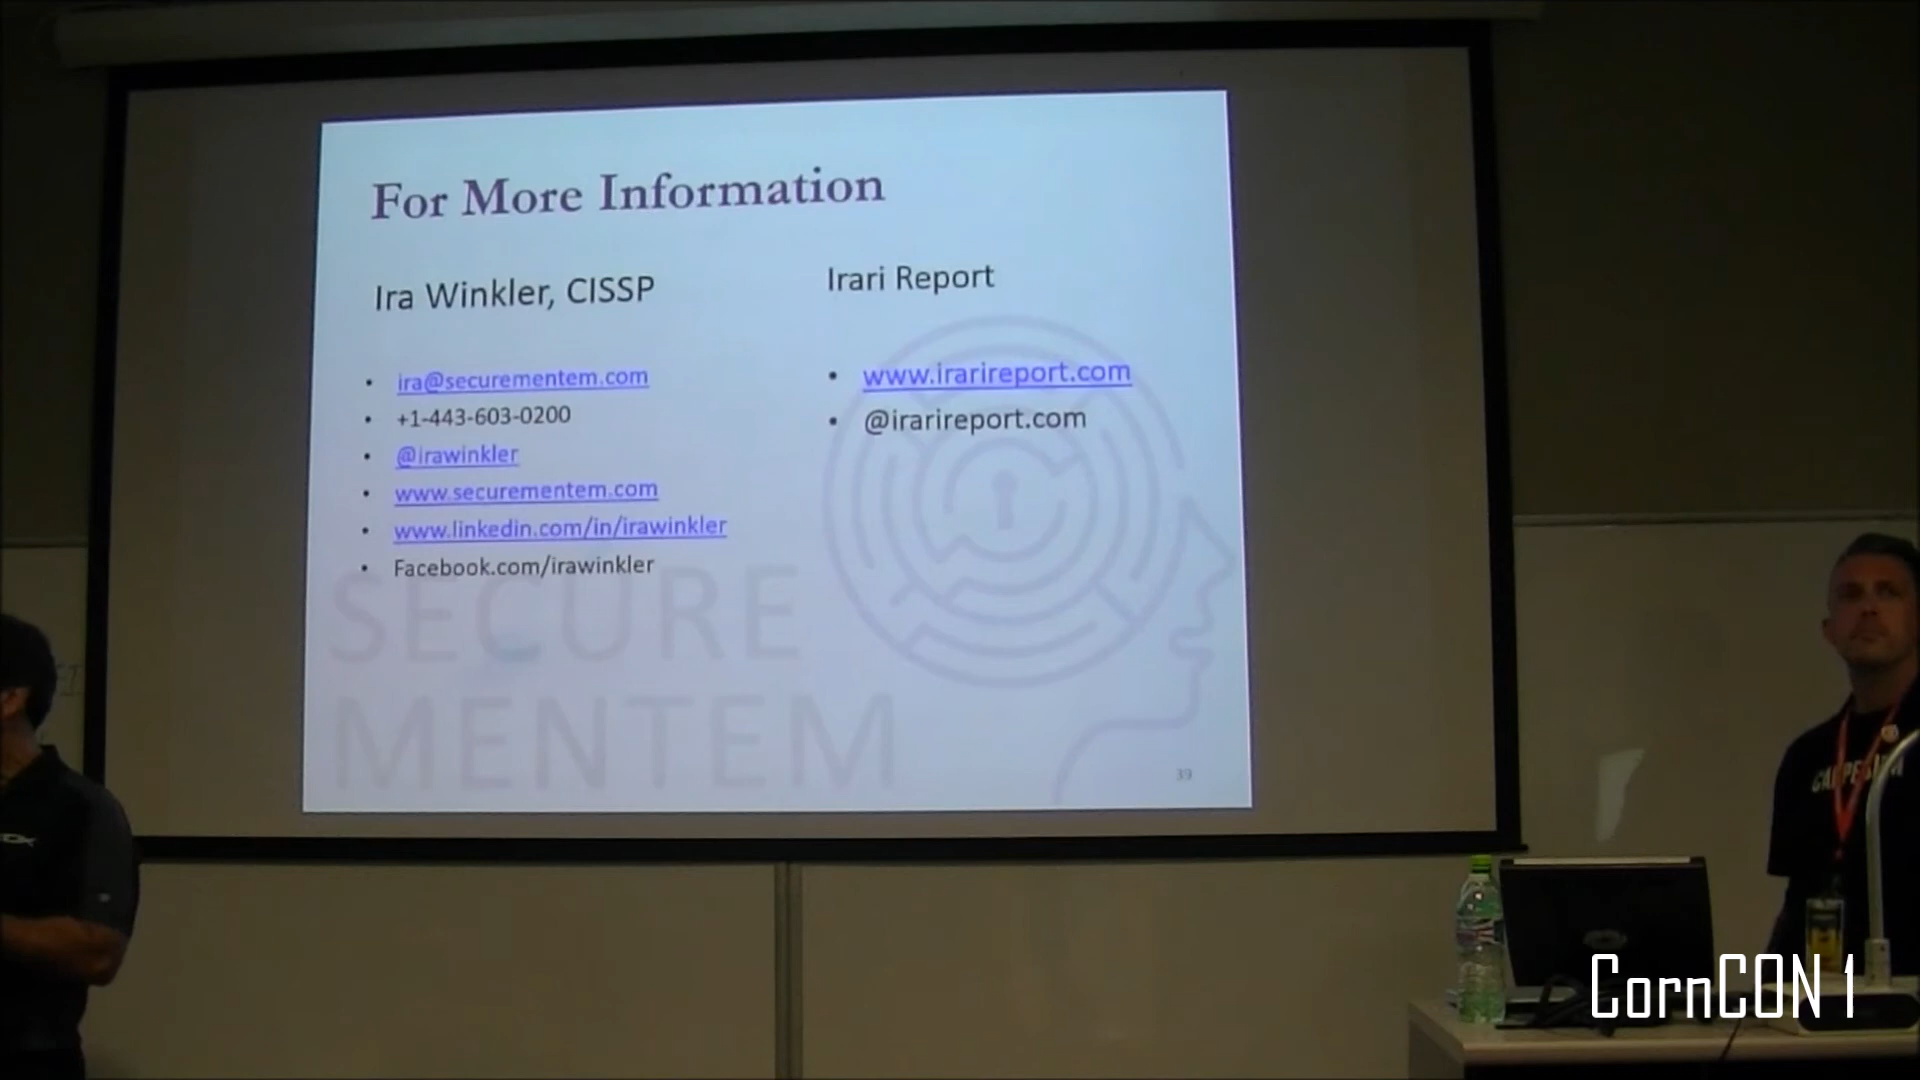 For More Information
Ira Winkler, CISSP
ira@securementem.com
+1-443-603-0200
@irawinkler
www.securementem.com
www.linkedin.com/in/irawinkler
Facebook.com/irawinkler
Irari Report
www.irarireport.com
@irarireport.com
SECURE
MENTEM
39
CornCON 1